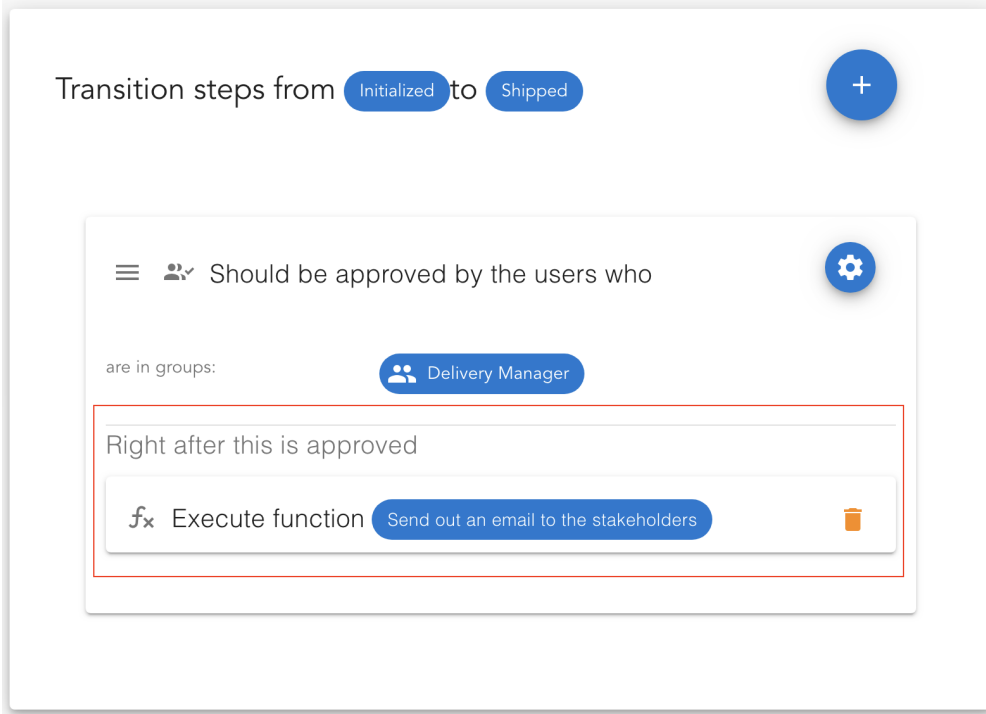 Transition steps from Initialized to Shipped
Should be approved by the users who
are in groups: Delivery Manager
Right after this is approved
fx Execute function Send out an email to the stakeholders